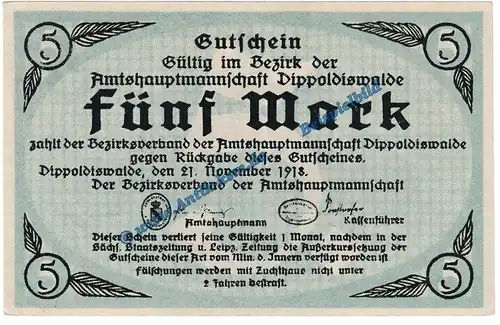 5 5
Gutschein
Gültig im Bezirk der
Amtshauptmannschaft Dippoldiswalde
Fünf Mark
zahlt der Bezirksverband der Amtshauptmannschaft Dippoldiswalde
gegen Rückgabe dieses Gutscheines.
Dippoldiswalde, den 21. November 1918.
Der Bezirksverband der Amtshauptmannschaft
Amtshauptmann Kassenführer
Dieser Schein verliert seine Gültigkeit 1 Monat, nachdem in der
Sächs. Staatszeitung u. Leipz. Zeitung die Außerkurssetzung der
Gutscheine dieser Art vom Min. d. Innern verfügt worden ist
Fälschungen werden mit Zuchthaus nicht unter
2 Jahren bestraft.
5 5
Beispielbild